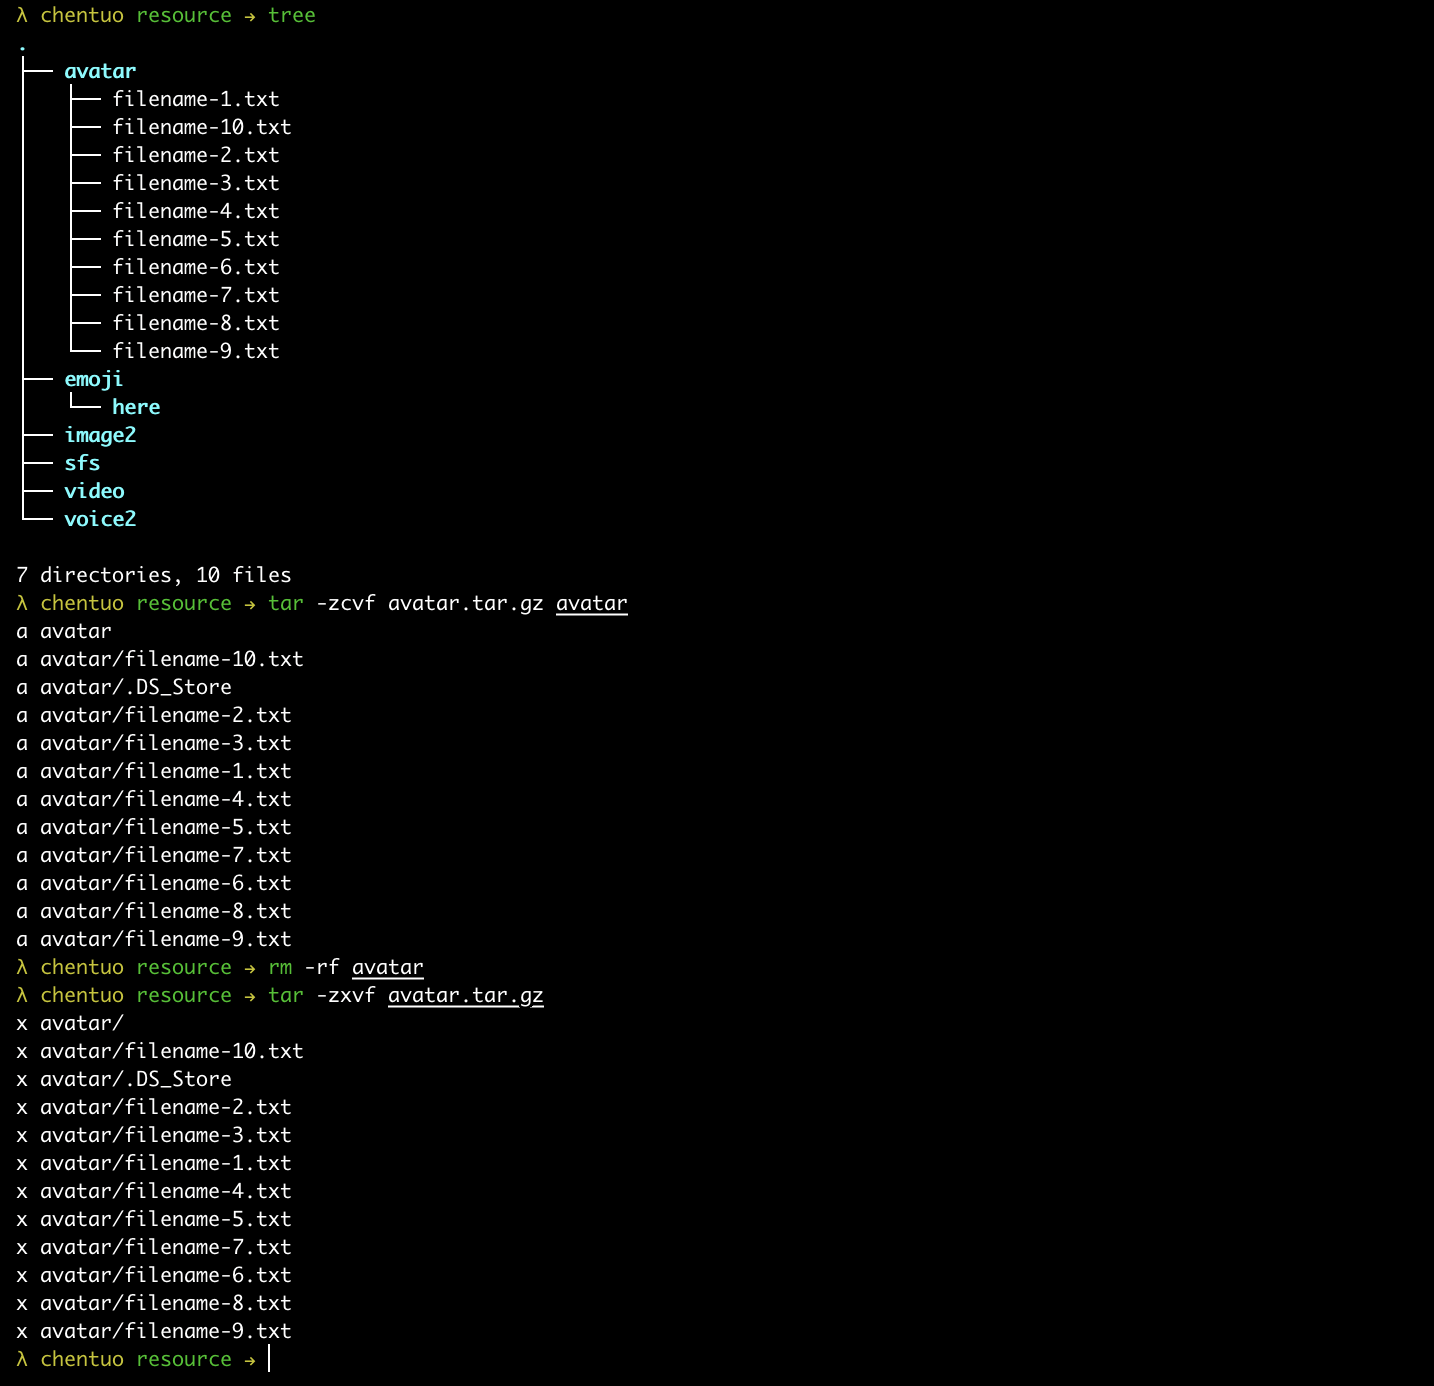 λ chentuo resource → tree
.
├── avatar
│   ├── filename-1.txt
│   ├── filename-10.txt
│   ├── filename-2.txt
│   ├── filename-3.txt
│   ├── filename-4.txt
│   ├── filename-5.txt
│   ├── filename-6.txt
│   ├── filename-7.txt
│   ├── filename-8.txt
│   └── filename-9.txt
├── emoji
│   └── here
├── image2
├── sfs
├── video
└── voice2

7 directories, 10 files
λ chentuo resource → tar -zcvf avatar.tar.gz avatar
a avatar
a avatar/filename-10.txt
a avatar/.DS_Store
a avatar/filename-2.txt
a avatar/filename-3.txt
a avatar/filename-1.txt
a avatar/filename-4.txt
a avatar/filename-5.txt
a avatar/filename-7.txt
a avatar/filename-6.txt
a avatar/filename-8.txt
a avatar/filename-9.txt
λ chentuo resource → rm -rf avatar
λ chentuo resource → tar -zxvf avatar.tar.gz
x avatar/
x avatar/filename-10.txt
x avatar/.DS_Store
x avatar/filename-2.txt
x avatar/filename-3.txt
x avatar/filename-1.txt
x avatar/filename-4.txt
x avatar/filename-5.txt
x avatar/filename-7.txt
x avatar/filename-6.txt
x avatar/filename-8.txt
x avatar/filename-9.txt
λ chentuo resource →